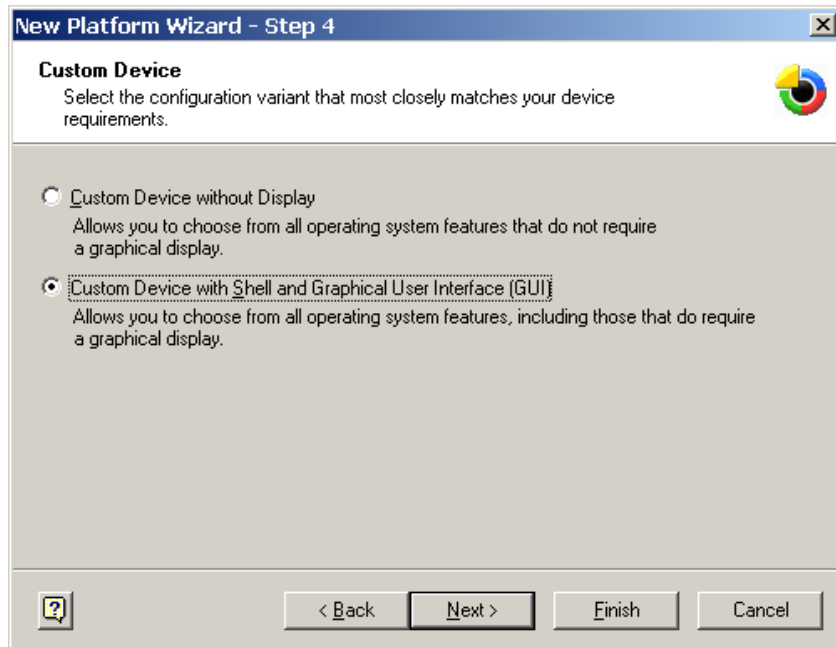 New Platform Wizard - Step 4
Custom Device
Select the configuration variant that most closely matches your device
requirements.
Custom Device without Display
Allows you to choose from all operating system features that do not require
a graphical display.
Custom Device with Shell and Graphical User Interface (GUI)
Allows you to choose from all operating system features, including those that do require
a graphical display.
< Back Next > Finish Cancel